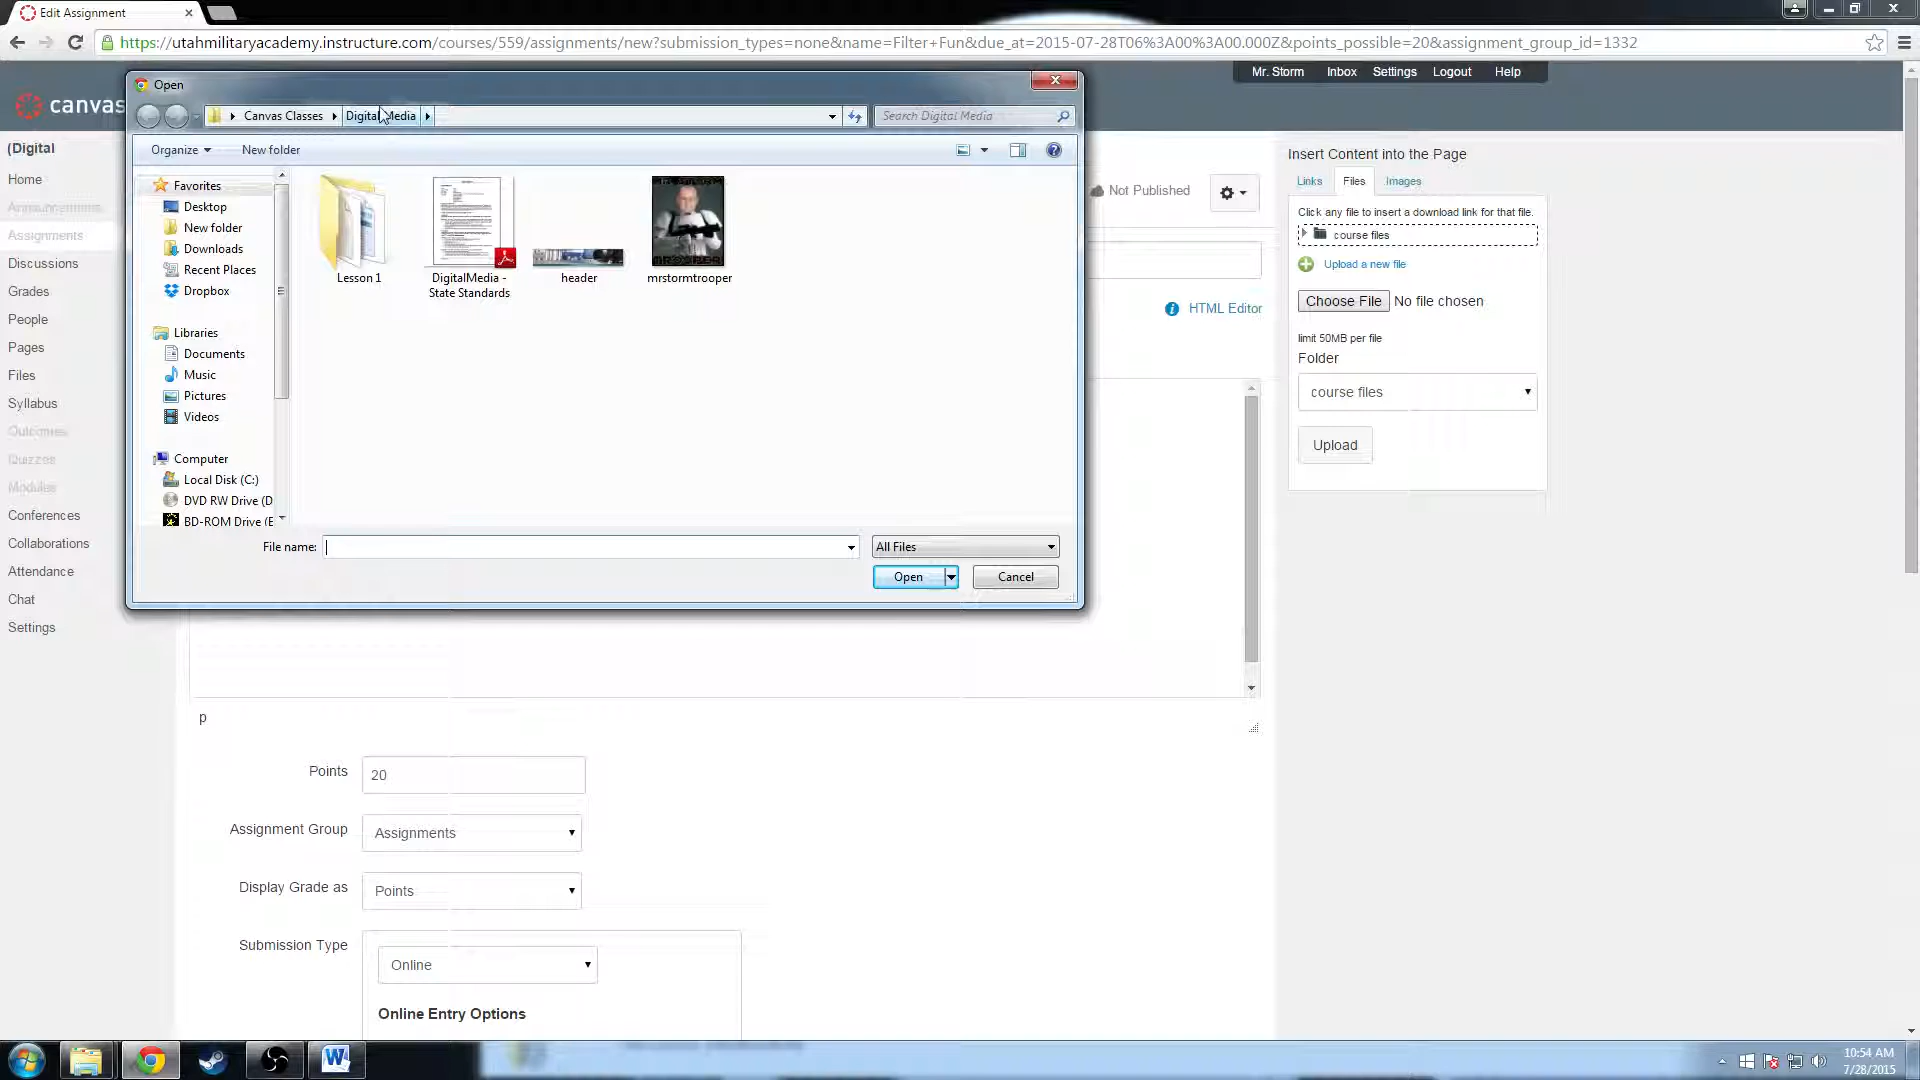 Edit Assignment
https://utahmilitaryacademy.instructure.com/courses/559/assignments/new?submission_types=none&name=Filter+Fun&due_at=2015-07-28T06%3A00%3A00.000Z&points_possible=20&assignment_group_id=1332
Mr. Storm Inbox Settings Logout Help
canvas
(Digital
Home
Announcements
Assignments
Discussions
Grades
People
Pages
Files
Syllabus
Outcomes
Quizzes
Modules
Conferences
Collaborations
Attendance
Chat
Settings
Open
Canvas Classes Digital Media
Search Digital Media
Organize New folder
Favorites
Desktop
New folder
Downloads
Recent Places
Dropbox
Libraries
Documents
Music
Pictures
Videos
Computer
Local Disk (C:)
DVD RW Drive (D
BD-ROM Drive (E
Lesson 1
DigitalMedia -
State Standards
header
mrstormtrooper
File name:
All Files
Open Cancel
Not Published
HTML Editor
Insert Content into the Page
Links Files Images
Click any file to insert a download link for that file.
course files
Upload a new file
Choose File No file chosen
limit 50MB per file
Folder
course files
Upload
p
Points 20
Assignment Group Assignments
Display Grade as Points
Submission Type Online
Online Entry Options
10:54 AM
7/28/2015